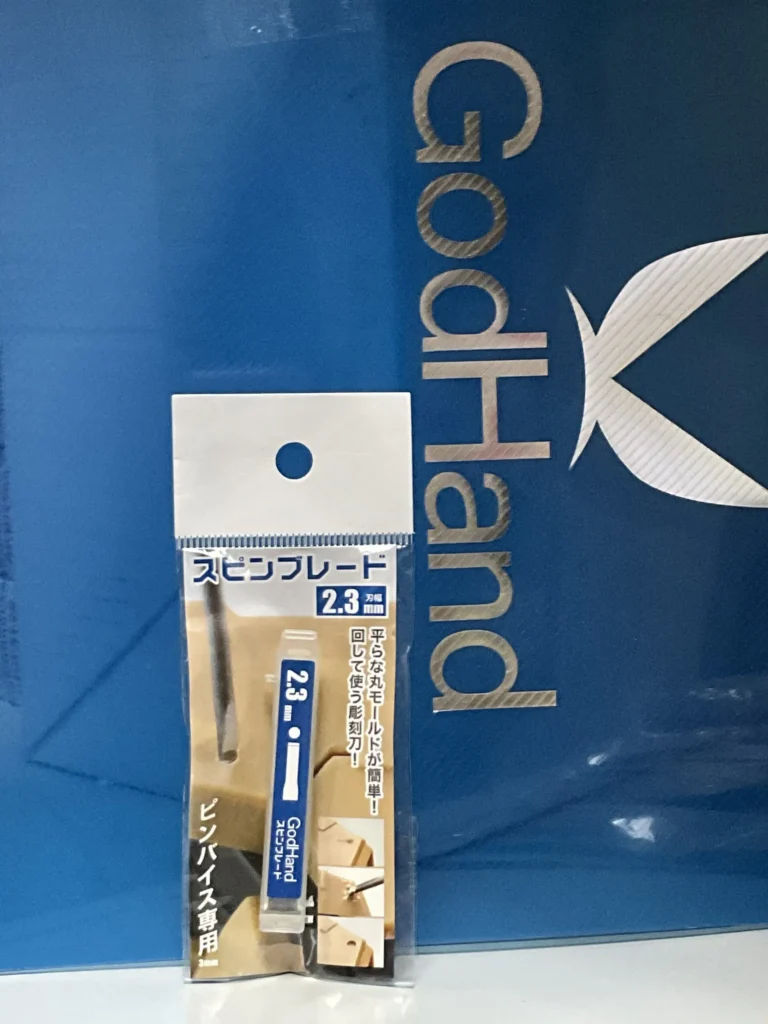 GodHand
スピンブレード
2.3 刃幅 mm
平らな丸モールドが簡単！
回して使う彫刻刀！
2.3 mm
GodHand
スピンブレード
ピンバイス専用
3mm